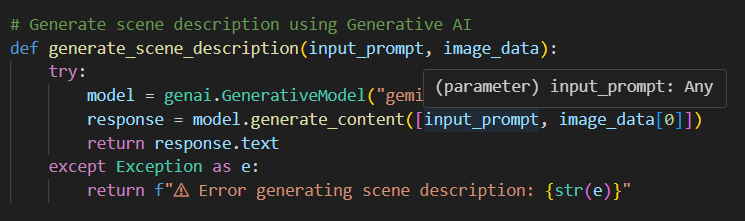 # Generate scene description using Generative AI
def generate_scene_description(input_prompt, image_data):
try:
model = genai.GenerativeModel("gemi
(parameter) input_prompt: Any
response = model.generate_content([input_prompt, image_data[0]])
return response.text
except Exception as e:
return f"⚠ Error generating scene description: {str(e)}"